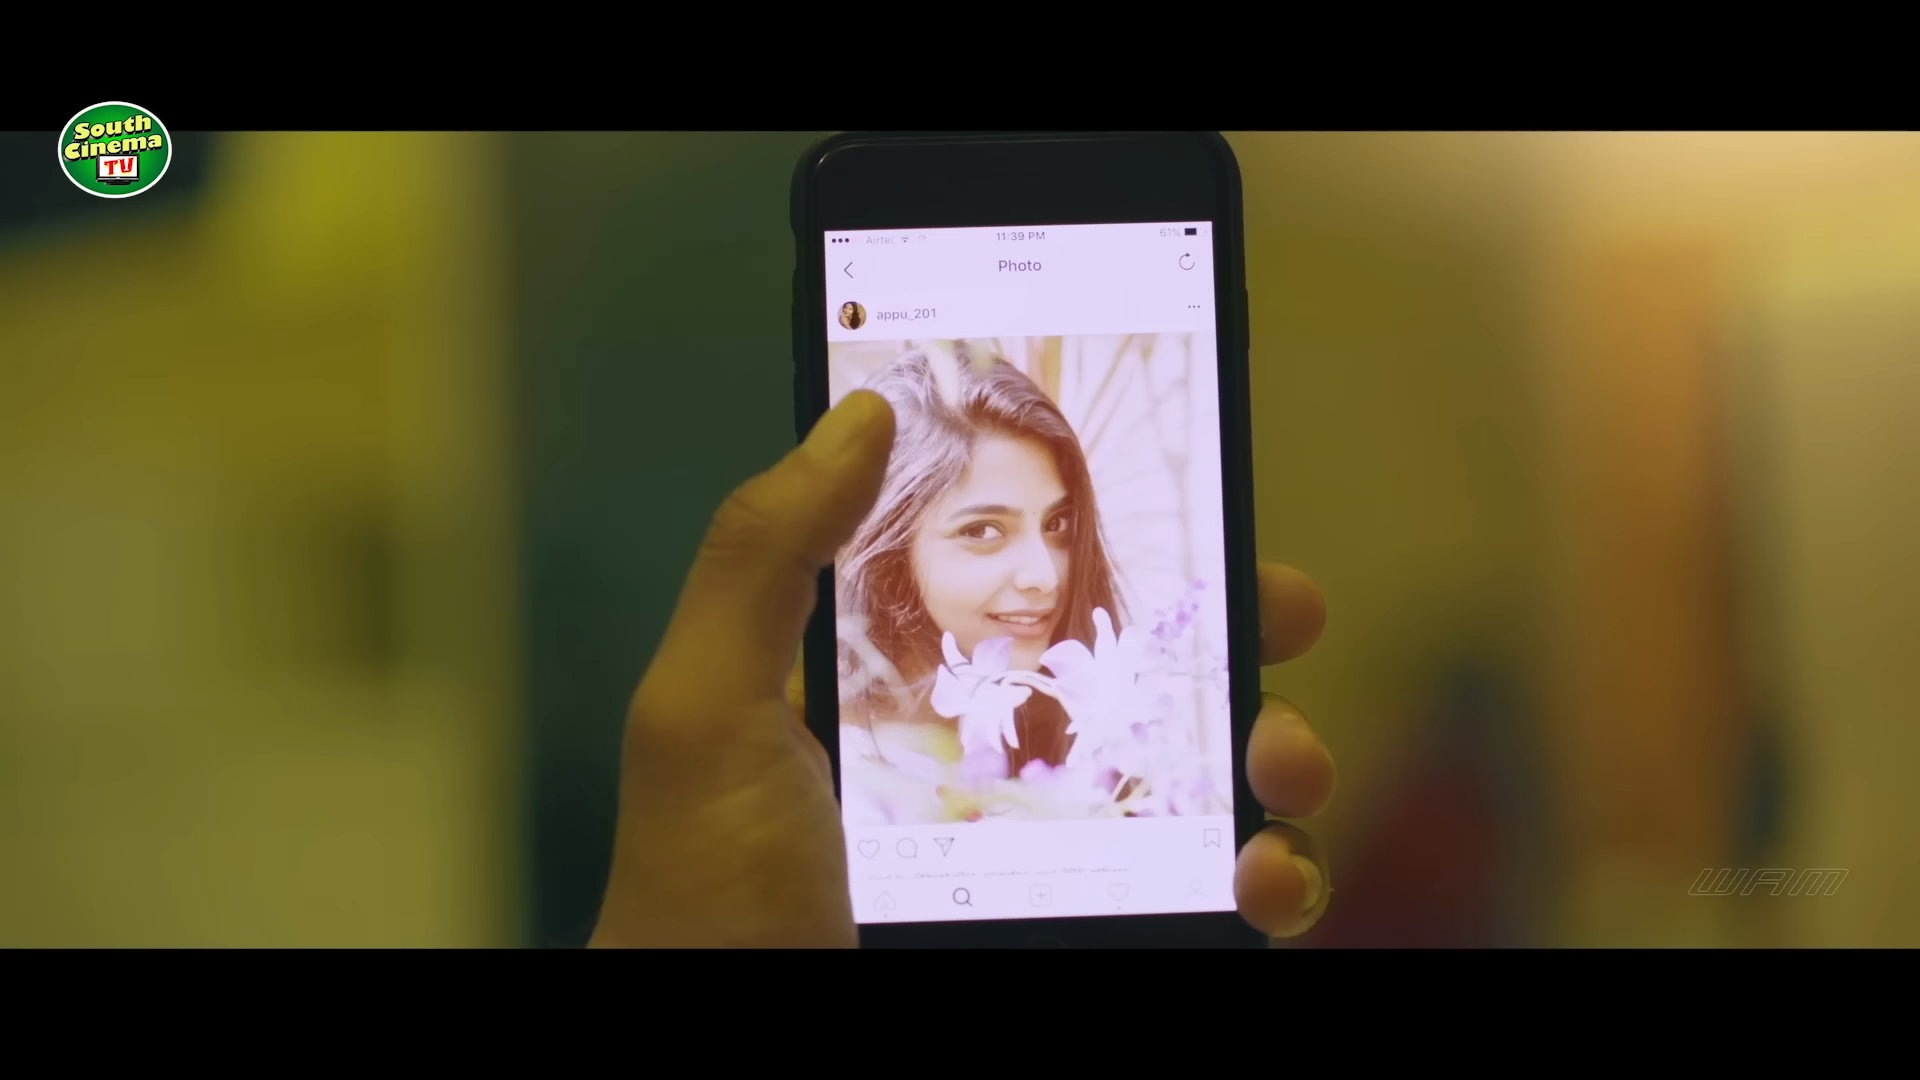 South
Cinema
TV
Airtel
11:39 PM
61%
Photo
appu_201
WAM